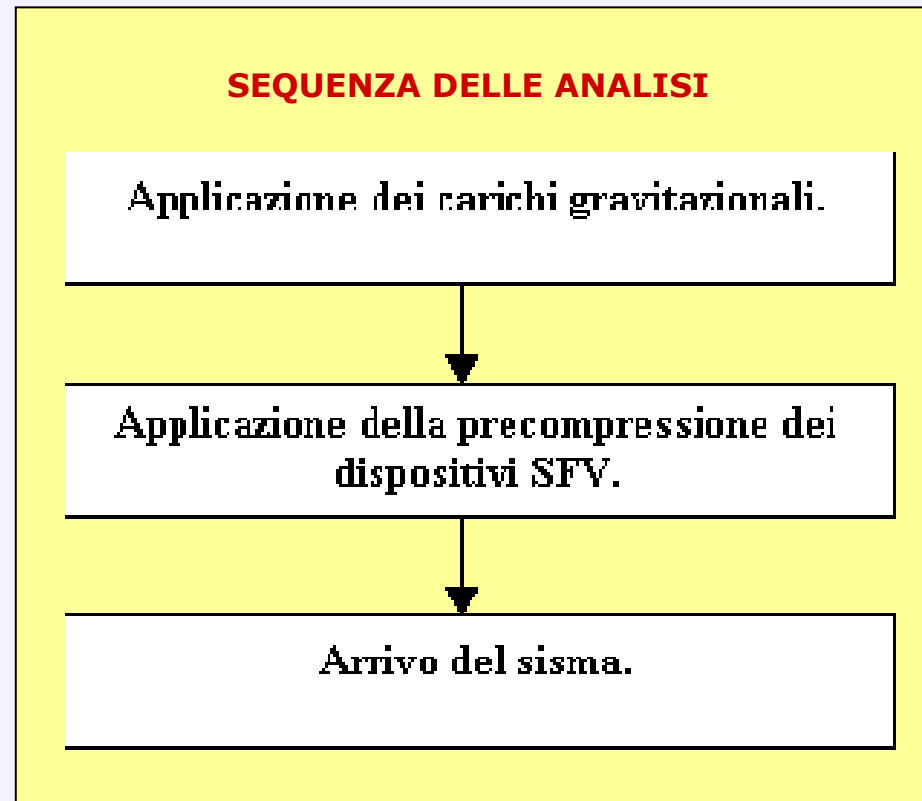 SEQUENZA DELLE ANALISI
Applicazione dei carichi gravitazionali.
Applicazione della precompressione dei
dispositivi SFV.
Arrivo del sisma.